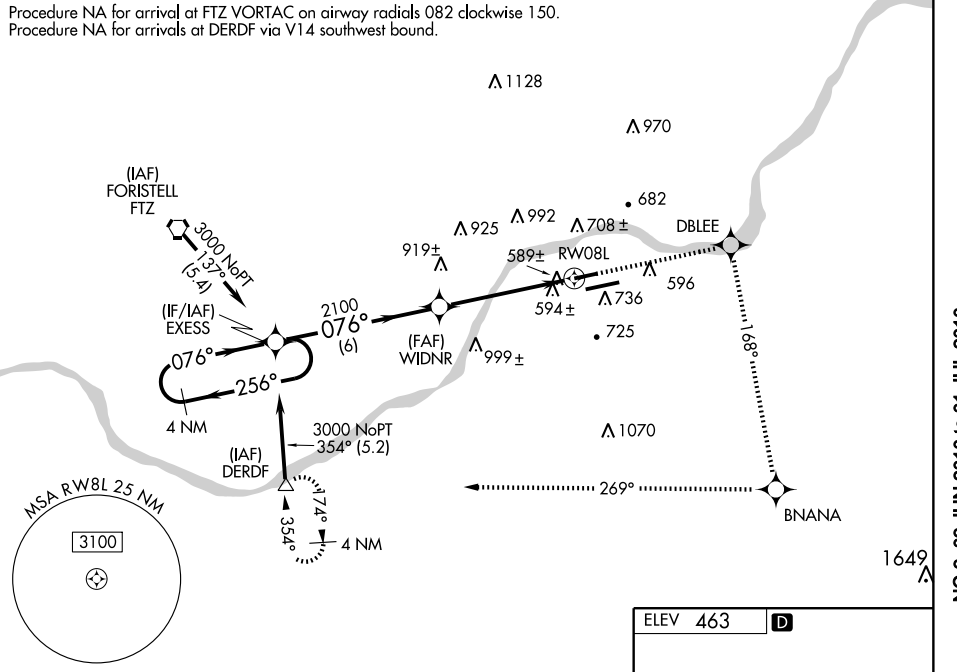 Procedure NA for arrival at FTZ VORTAC on airway radials 082 clockwise 150.
Procedure NA for arrivals at DERDF via V14 southwest bound.
1128
970
(IAF)
FORISTELL
FTZ
682
992
708±
925
DBLEE
3000 NoPT
137°
(5.4)
919±
589±
RW08L
596
(IF/IAF)
EXESS
2100
076°
(6)
594±
736
725
(FAF)
WIDNR
999±
168°
076°
256°
4 NM
3000 NoPT
354° (5.2)
1070
(IAF)
DERDF
269°
BNANA
MSA RW8L 25 NM
3100
174°
354°
4 NM
1649
ELEV 463
D